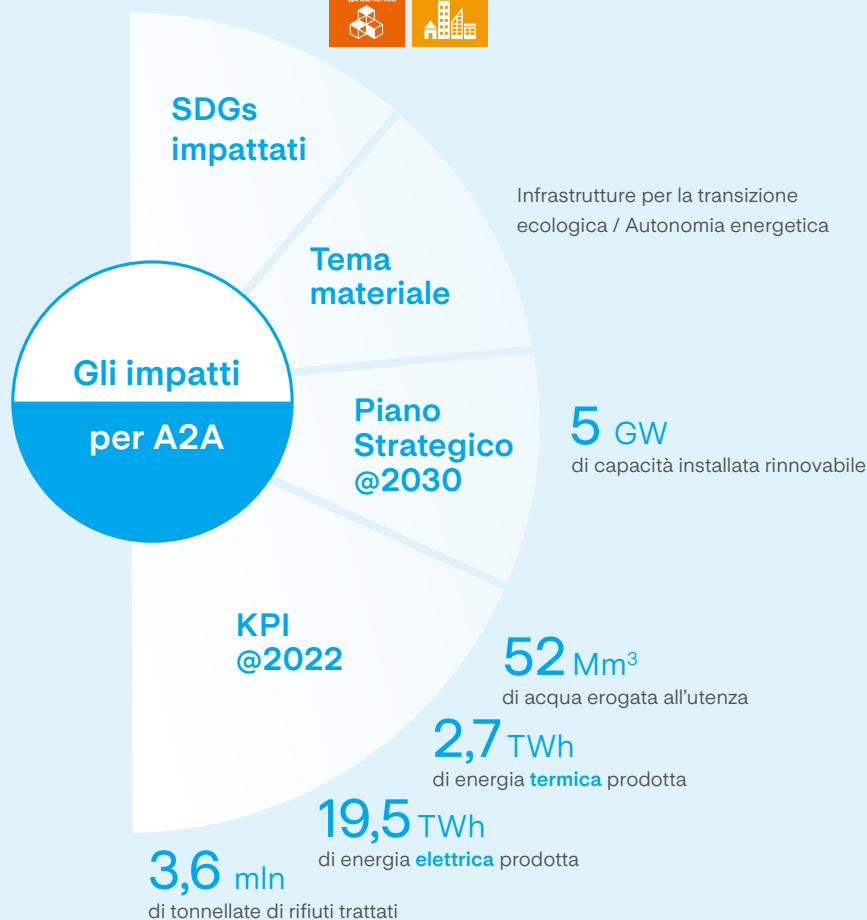 SDGs
impattati
Infrastrutture per la transizione
ecologica / Autonomia energetica
Tema
materiale
Gli impatti
per A2A
Piano
Strategico
@2030
5 GW
di capacità installata rinnovabile
KPI
@2022
52 Mm³
di acqua erogata all'utenza
2,7 TWh
di energia termica prodotta
19,5 TWh
di energia elettrica prodotta
3,6 mln
di tonnellate di rifiuti trattati